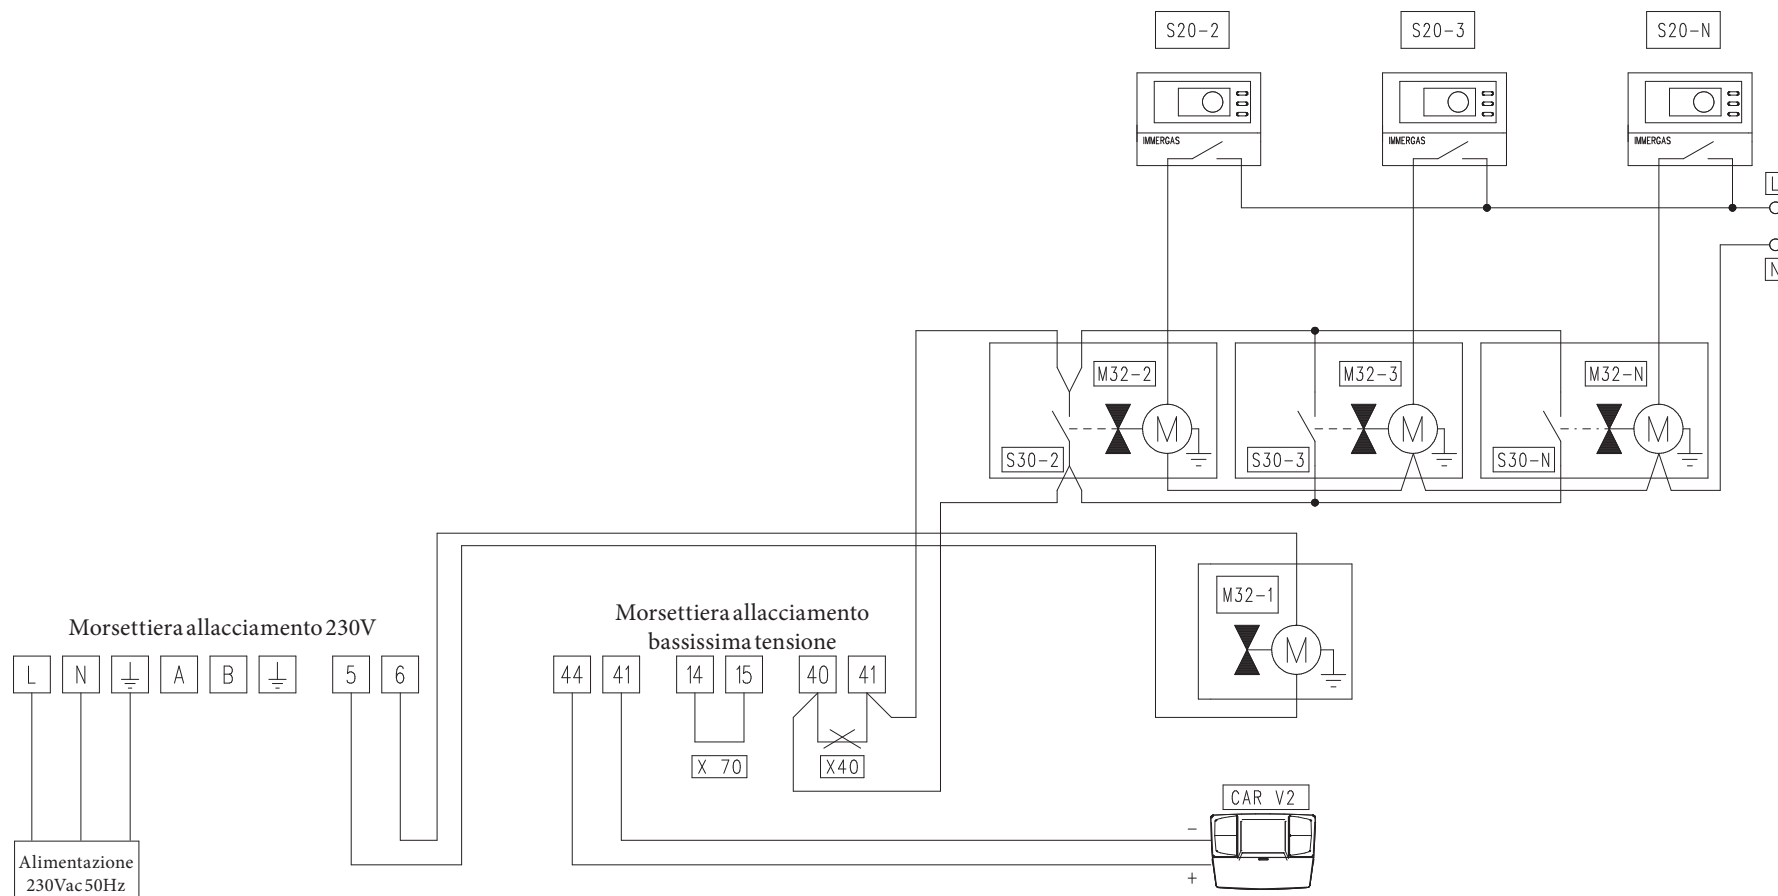 S20-2
S20-3
S20-N
IMMERGAS
IMMERGAS
IMMERGAS
L
N
M32-2
M32-3
M32-N
M
M
M
S30-2
S30-3
S30-N
M32-1
M
Morsettiera allacciamento 230V
Morsettiera allacciamento
bassissima tensione
L N A B 5 6
44 41 14 15 40 41
X 70
X40
CAR V2
-
+
Alimentazione
230Vac 50Hz